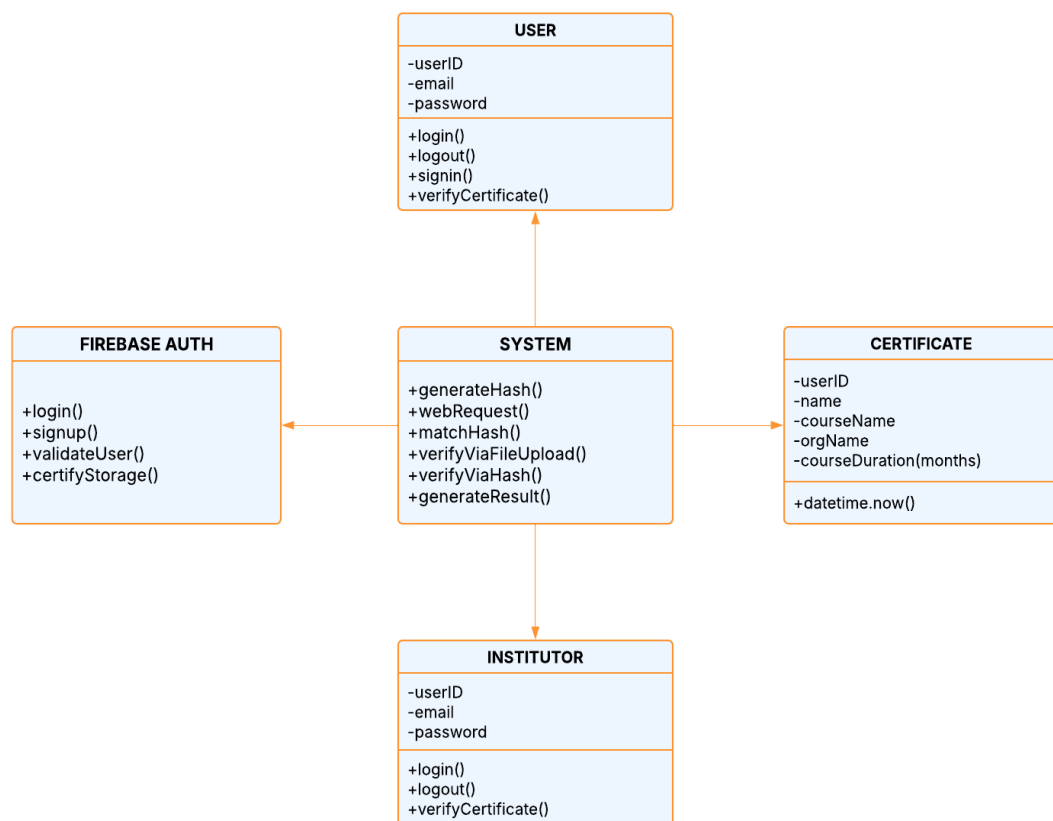 USER
-userID
-email
-password
+login()
+logout()
+signin()
+verifyCertificate()
FIREBASE AUTH
+login()
+signup()
+validateUser()
+certifyStorage()
SYSTEM
+generateHash()
+webRequest()
+matchHash()
+verifyViaFileUpload()
+verifyViaHash()
+generateResult()
CERTIFICATE
-userID
-name
-courseName
-orgName
-courseDuration(months)
+datetime.now()
INSTITUTOR
-userID
-email
-password
+login()
+logout()
+verifyCertificate()